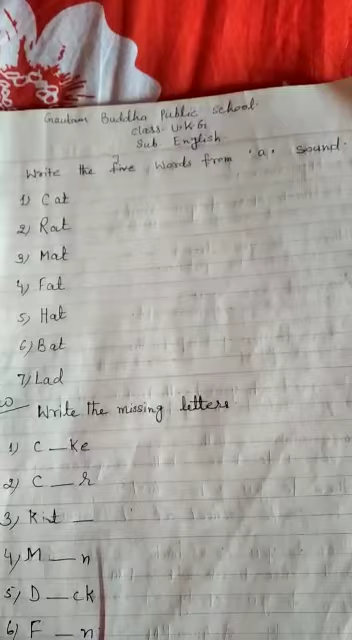 Gautam Buddha Public School.
Class- U.K.G
Sub English
Write the five words from 'a' sound.
1) Cat
2) Rat
3) Mat
4) Fat
5) Hat
6) Bat
7) Lad
Write the missing letters
1) C _ ke
2) C _ r
3) Kit _
4) M _ n
5) D _ ck
6) F _ n